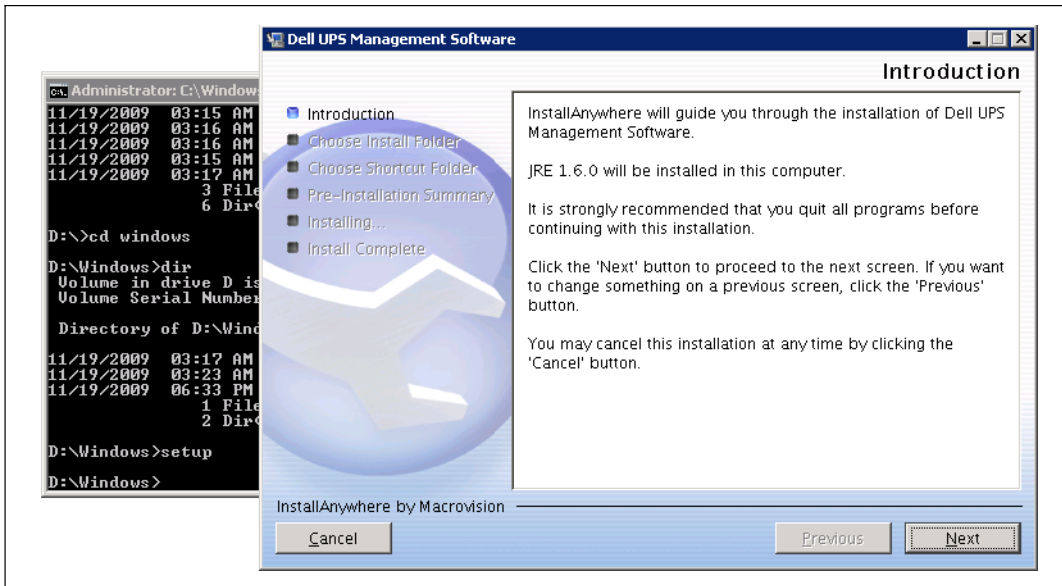 Dell UPS Management Software
Introduction
Administrator: C:\Window
11/19/2009 03:15 AM
11/19/2009 03:16 AM
11/19/2009 03:16 AM
11/19/2009 03:15 AM
11/19/2009 03:17 AM
3 File
6 Dir
D:\>cd windows
D:\Windows>dir
Volume in drive D is
Volume Serial Number
Directory of D:\Wind
11/19/2009 03:17 AM
11/19/2009 03:23 AM
11/19/2009 06:33 PM
1 File
2 Dir
D:\Windows>setup
D:\Windows>
Introduction
Choose Install Folder
Choose Shortcut Folder
Pre-Installation Summary
Installing...
Install Complete
InstallAnywhere will guide you through the installation of Dell UPS
Management Software.
JRE 1.6.0 will be installed in this computer.
It is strongly recommended that you quit all programs before
continuing with this installation.
Click the 'Next' button to proceed to the next screen. If you want
to change something on a previous screen, click the 'Previous'
button.
You may cancel this installation at any time by clicking the
'Cancel' button.
InstallAnywhere by Macrovision
Cancel
Previous
Next